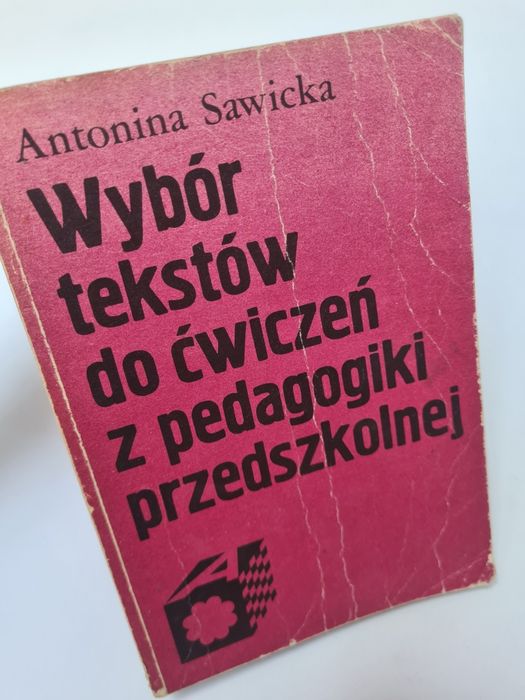 Antonina Sawicka
Wybór
tekstów
do ćwiczeń
z pedagogiki
przedszkolnej